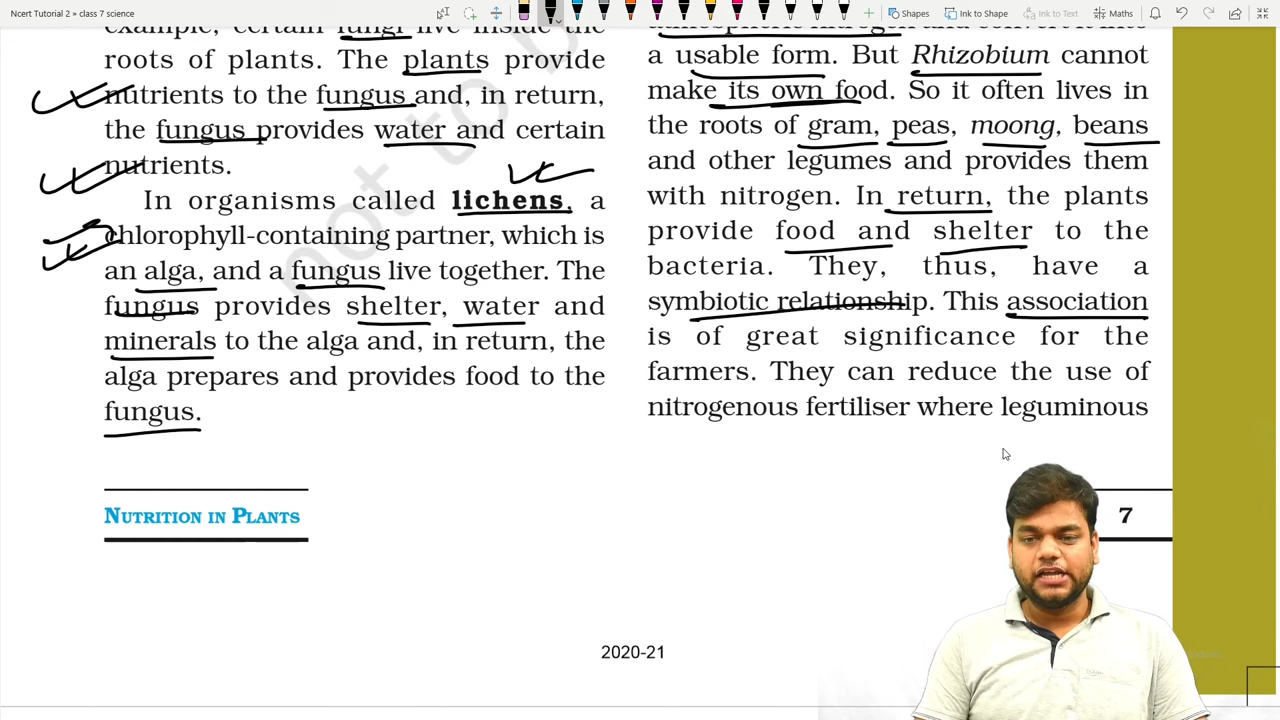 Ncert Tutorial 2 » class 7 science
Shapes
Ink to Shape
Ink to Text
Maths
example, certain fungi live inside the
roots of plants. The plants provide
nutrients to the fungus and, in return,
the fungus provides water and certain
nutrients.
In organisms called lichens, a
chlorophyll-containing partner, which is
an alga, and a fungus live together. The
fungus provides shelter, water and
minerals to the alga and, in return, the
alga prepares and provides food to the
fungus.
a usable form. But Rhizobium cannot
make its own food. So it often lives in
the roots of gram, peas, moong, beans
and other legumes and provides them
with nitrogen. In return, the plants
provide food and shelter to the
bacteria. They, thus, have a
symbiotic relationship. This association
is of great significance for the
farmers. They can reduce the use of
nitrogenous fertiliser where leguminous
NUTRITION IN PLANTS
7
2020-21
not to b